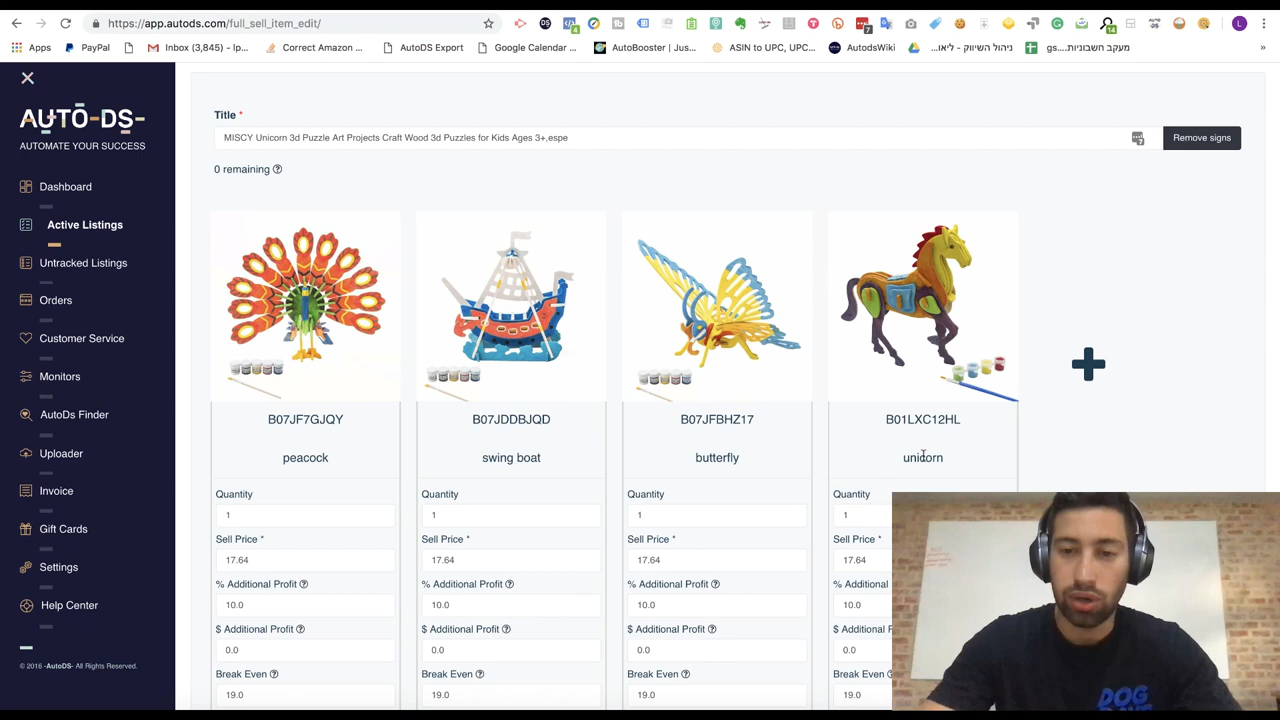 https://app.autods.com/full_sell_item_edit/
Apps
PayPal
Inbox (3,845) - lp...
Correct Amazon ...
AutoDS Export
Google Calendar ...
AutoBooster | Jus...
ASIN to UPC, UPC...
AutodsWiki
ניהול השיווק - ליאו...
מעקב חשבוניות....gs
»
AUTO-DS-
AUTOMATE YOUR SUCCESS
Dashboard
Active Listings
Untracked Listings
Orders
Customer Service
Monitors
AutoDs Finder
Uploader
Invoice
Gift Cards
Settings
Help Center
© 2016 -AutoDS- All Rights Reserved.
Title *
MISCY Unicorn 3d Puzzle Art Projects Craft Wood 3d Puzzles for Kids Ages 3+,espe
Remove signs
0 remaining
B07JF7GJQY
B07JDDBJQD
B07JFBHZ17
B01LXC12HL
peacock
swing boat
butterfly
unicorn
Quantity
Quantity
Quantity
Quantity
1
1
1
1
Sell Price *
Sell Price *
Sell Price *
Sell Price *
17.64
17.64
17.64
17.64
% Additional Profit
% Additional Profit
% Additional Profit
% Additional
10.0
10.0
10.0
10.0
$ Additional Profit
$ Additional Profit
$ Additional Profit
$ Additional
0.0
0.0
0.0
0.0
Break Even
Break Even
Break Even
Break Even
19.0
19.0
19.0
19.0
DOG